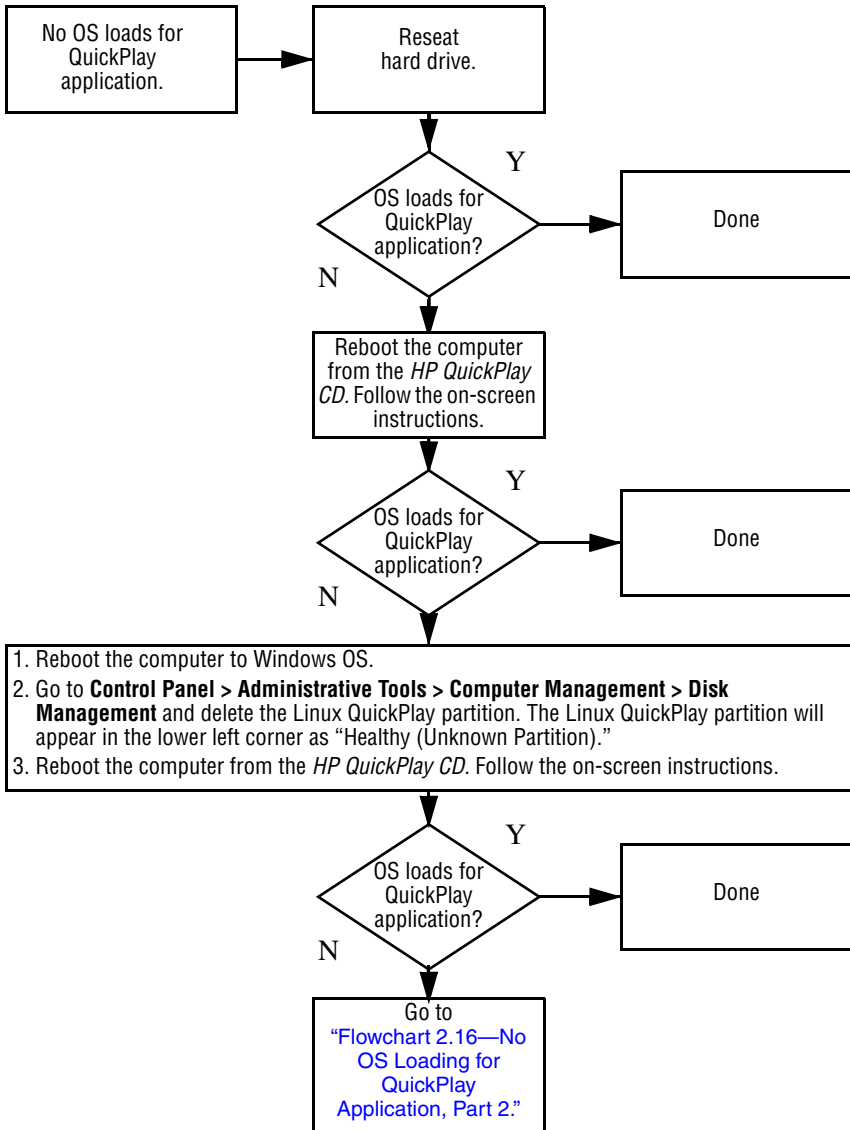 No OS loads for
QuickPlay
application.
Reseat
hard drive.
Y
OS loads for
QuickPlay
application?
Done
N
Reboot the computer
from the HP QuickPlay
CD. Follow the on-screen
instructions.
Y
OS loads for
QuickPlay
application?
Done
N
1. Reboot the computer to Windows OS.
2. Go to Control Panel > Administrative Tools > Computer Management > Disk
Management and delete the Linux QuickPlay partition. The Linux QuickPlay partition will
appear in the lower left corner as “Healthy (Unknown Partition).”
3. Reboot the computer from the HP QuickPlay CD. Follow the on-screen instructions.
Y
OS loads for
QuickPlay
application?
Done
N
Go to
“Flowchart 2.16—No
OS Loading for
QuickPlay
Application, Part 2.”